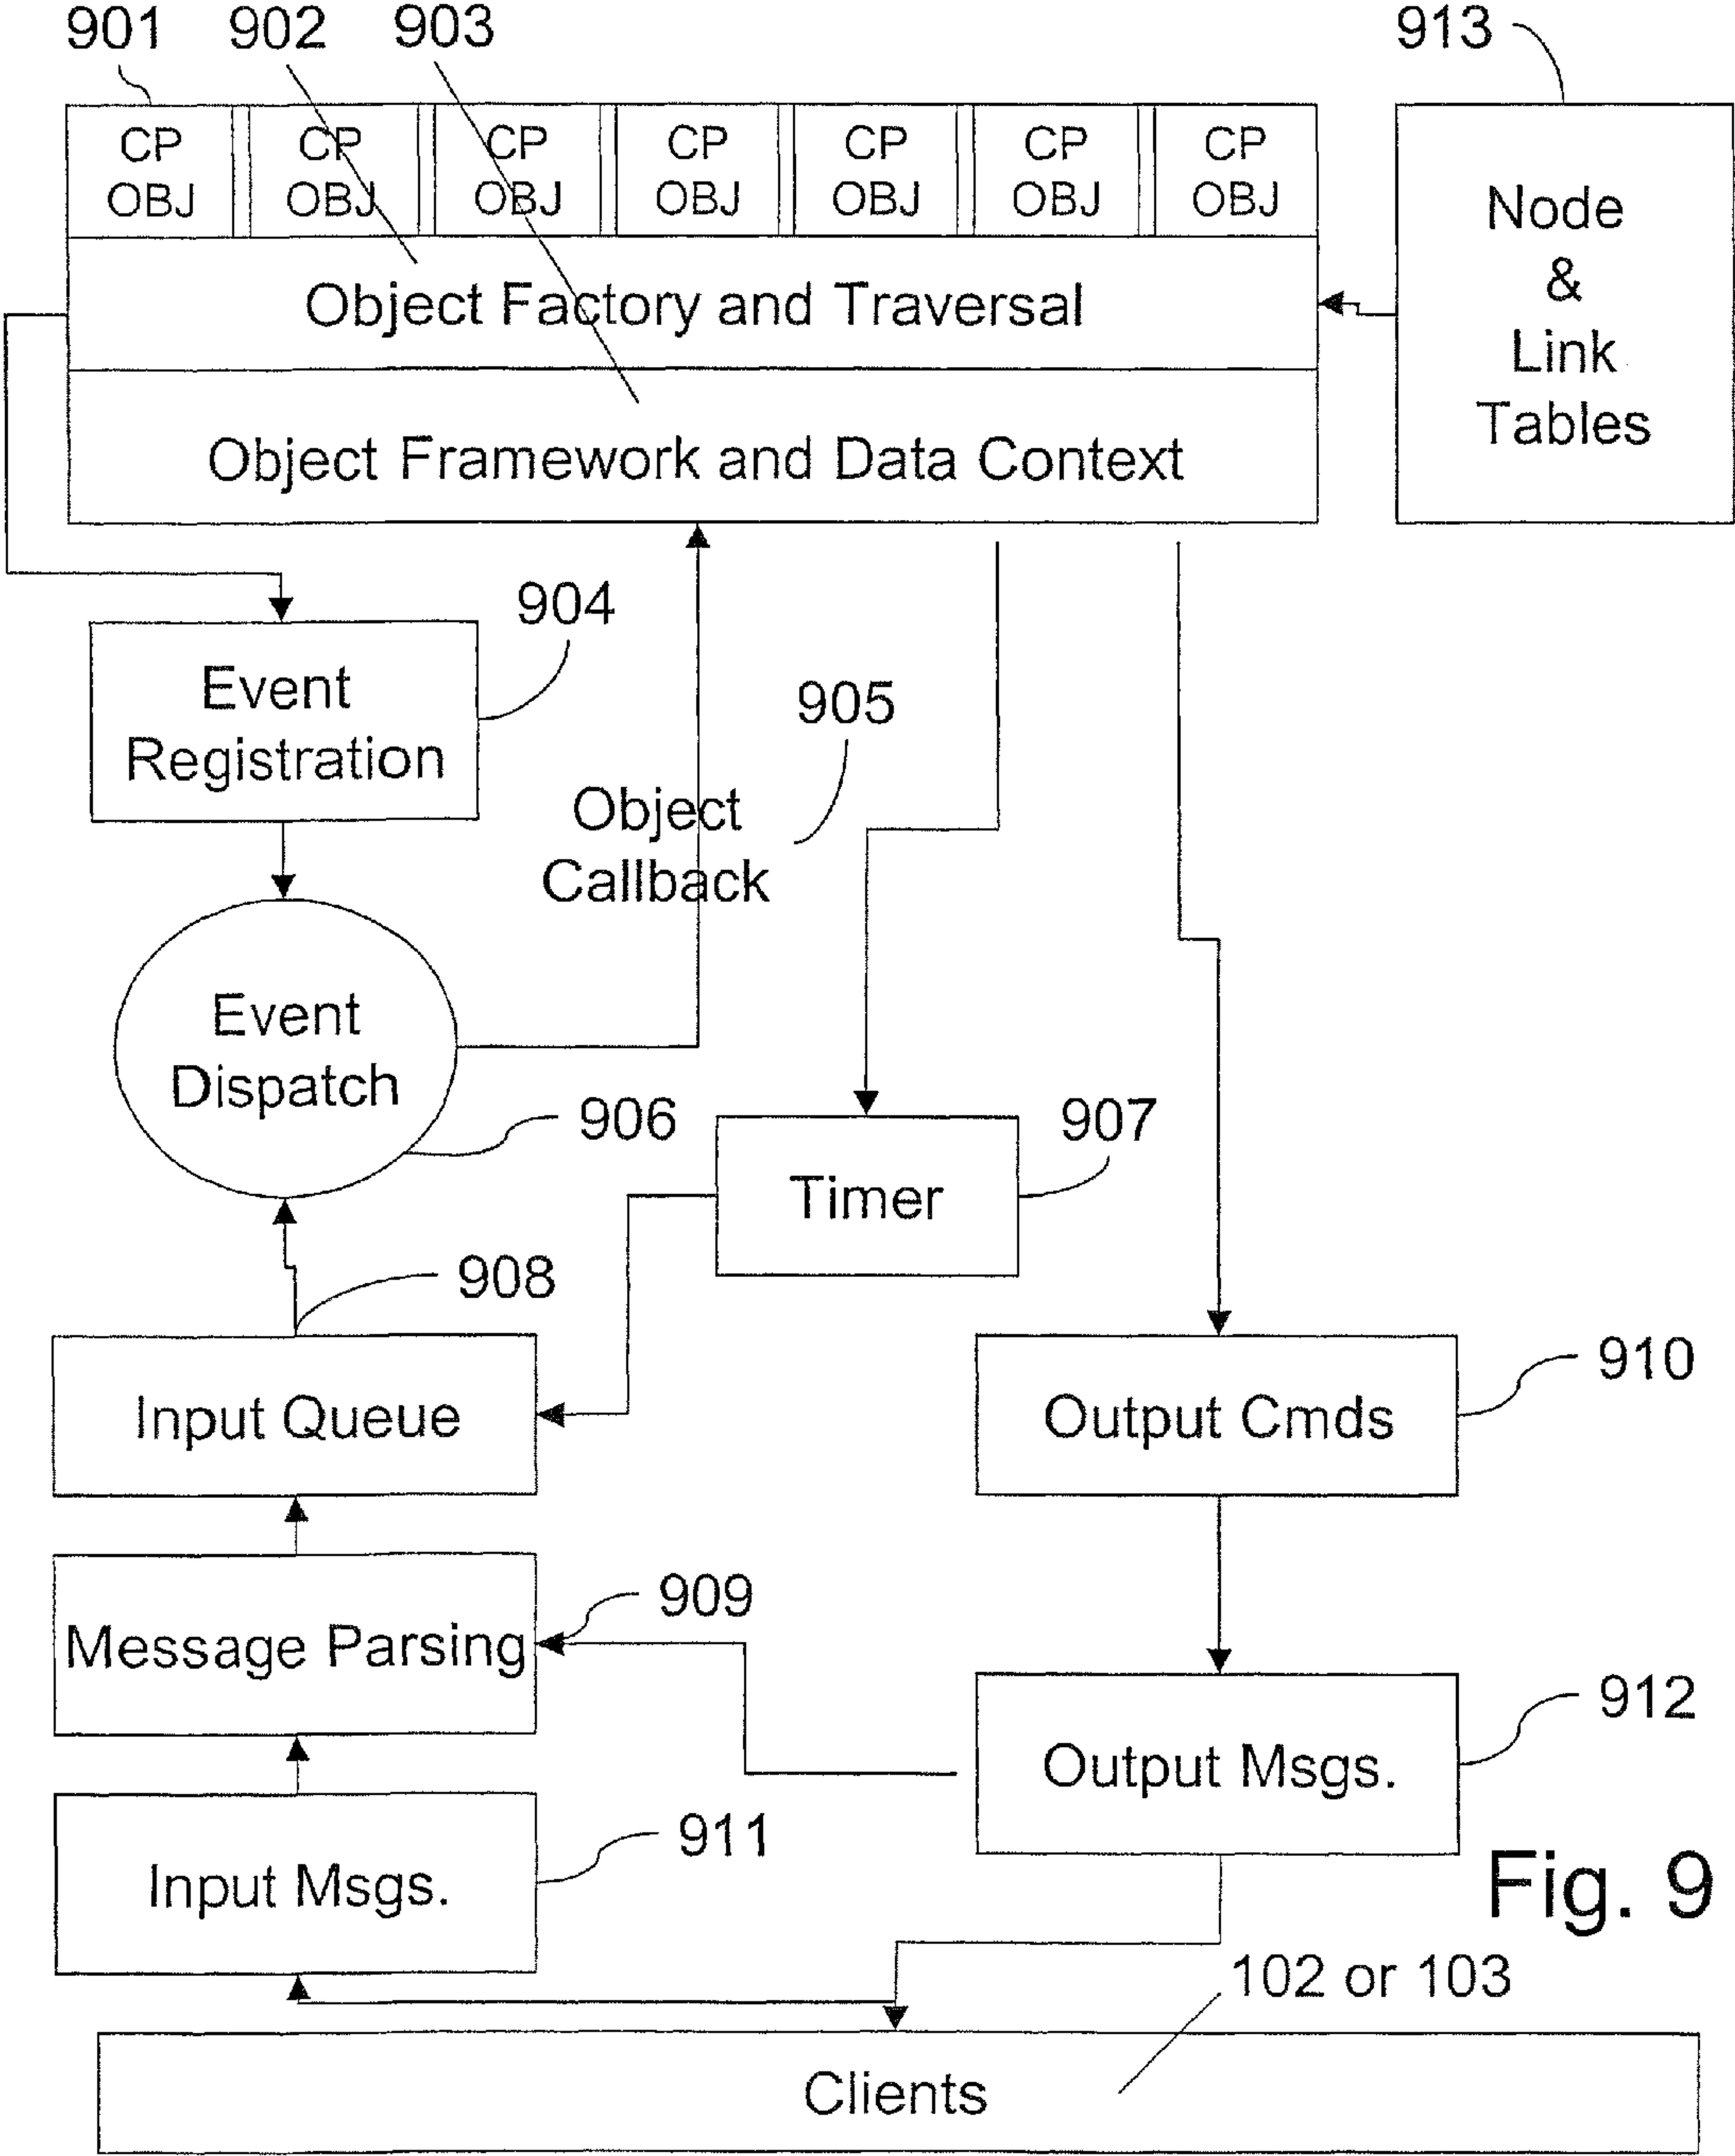 901 902 903 913
CP CP CP CP CP CP CP
OBJ OBJ OBJ OBJ OBJ OBJ OBJ
Node
&
Link
Tables
Object Factory and Traversal
Object Framework and Data Context
904
Event
Registration
905
Object
Callback
Event
Dispatch
906
907
Timer
908
Input Queue
910
Output Cmds
909
Message Parsing
912
Output Msgs.
911
Input Msgs.
Fig. 9
102 or 103
Clients